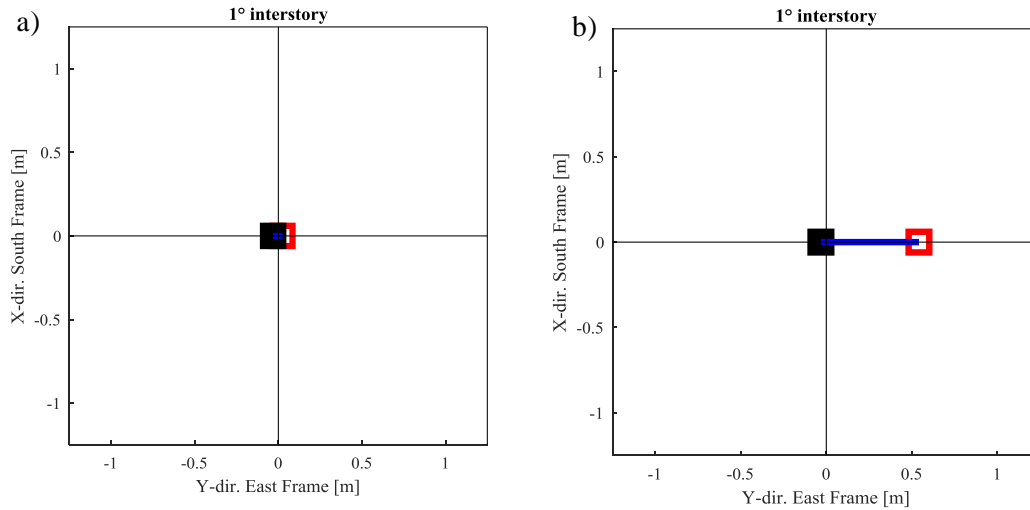 a)
1° interstory
1
0.5
0
-0.5
-1
X-dir. South Frame [m]
-1
-0.5
0
0.5
1
Y-dir. East Frame [m]
b)
1° interstory
1
0.5
0
-0.5
-1
X-dir. South Frame [m]
-1
-0.5
0
0.5
1
Y-dir. East Frame [m]